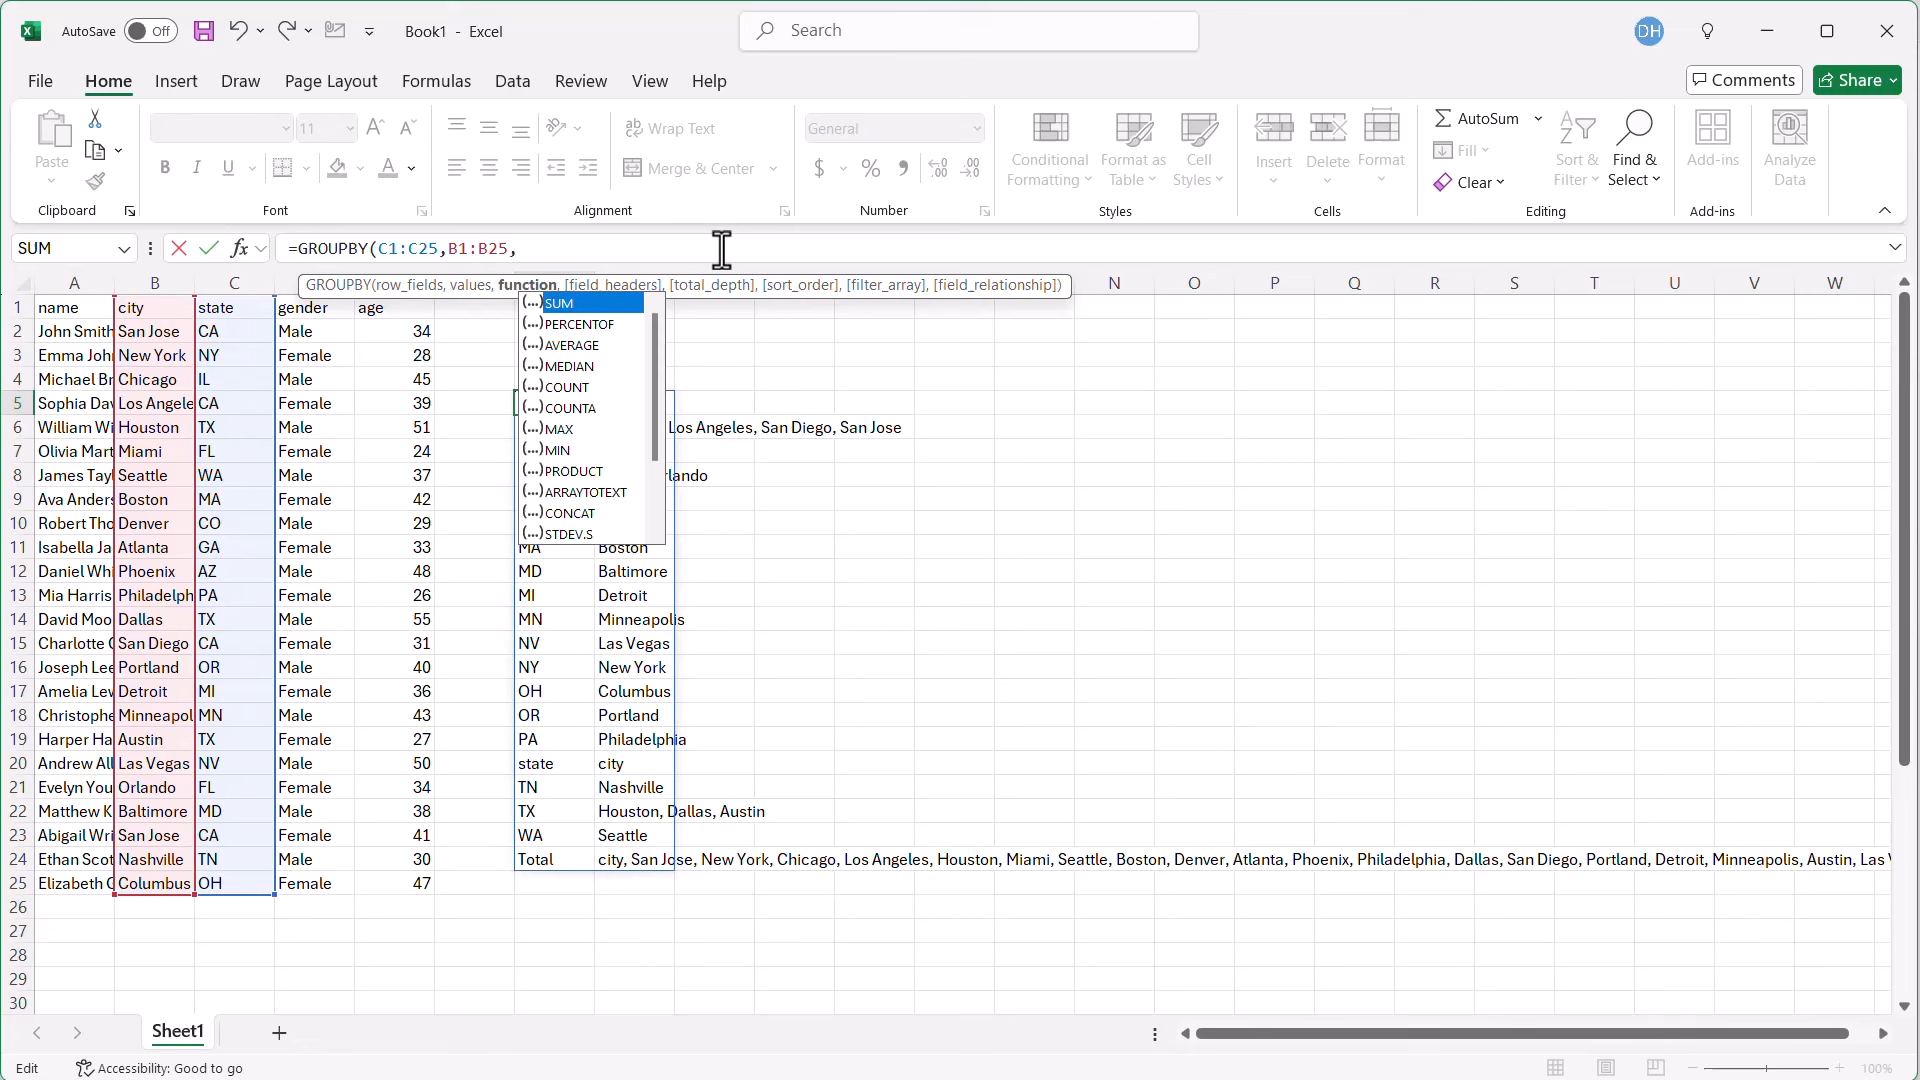 AutoSave Off Book1 - Excel Search DH
File Home Insert Draw Page Layout Formulas Data Review View Help Comments Share
Paste 11 A A ab Wrap Text General Conditional Formatting Format as Table Cell Styles Insert Delete Format AutoSum Fill Clear Sort & Filter Find & Select Add-ins Analyze Data
B I U A Merge & Center $ %
Clipboard Font Alignment Number Styles Cells Editing Add-ins
SUM fx =GROUPBY(C1:C25,B1:B25,
GROUPBY(row_fields, values, function, [field_headers], [total_depth], [sort_order], [filter_array], [field_relationship])
A B C N O P Q R S T U V W
(...)SUM
(...)PERCENTOF
(...)AVERAGE
(...)MEDIAN
(...)COUNT
(...)COUNTA
(...)MAX
(...)MIN
(...)PRODUCT
(...)ARRAYTOTEXT
(...)CONCAT
(...)STDEV.S
1 name city state gender age
2 John Smith San Jose CA Male 34
3 Emma Joh New York NY Female 28
4 Michael Br Chicago IL Male 45
5 Sophia Dav Los Angele CA Female 39
6 William Wi Houston TX Male 51 Los Angeles, San Diego, San Jose
7 Olivia Mart Miami FL Female 24
8 James Tayl Seattle WA Male 37 rlando
9 Ava Anders Boston MA Female 42
10 Robert Tho Denver CO Male 29
11 Isabella Ja Atlanta GA Female 33 MA Boston
12 Daniel Whi Phoenix AZ Male 48 MD Baltimore
13 Mia Harris Philadelph PA Female 26 MI Detroit
14 David Moo Dallas TX Male 55 MN Minneapolis
15 Charlotte C San Diego CA Female 31 NV Las Vegas
16 Joseph Lee Portland OR Male 40 NY New York
17 Amelia Lew Detroit MI Female 36 OH Columbus
18 Christophe Minneapol MN Male 43 OR Portland
19 Harper Ha Austin TX Female 27 PA Philadelphia
20 Andrew All Las Vegas NV Male 50 state city
21 Evelyn You Orlando FL Female 34 TN Nashville
22 Matthew K Baltimore MD Male 38 TX Houston, Dallas, Austin
23 Abigail Wri San Jose CA Female 41 WA Seattle
24 Ethan Scot Nashville TN Male 30 Total city, San Jose, New York, Chicago, Los Angeles, Houston, Miami, Seattle, Boston, Denver, Atlanta, Phoenix, Philadelphia, Dallas, San Diego, Portland, Detroit, Minneapolis, Austin, Las V
25 Elizabeth G Columbus OH Female 47
26
27
28
29
30
Sheet1
Edit Accessibility: Good to go 100%